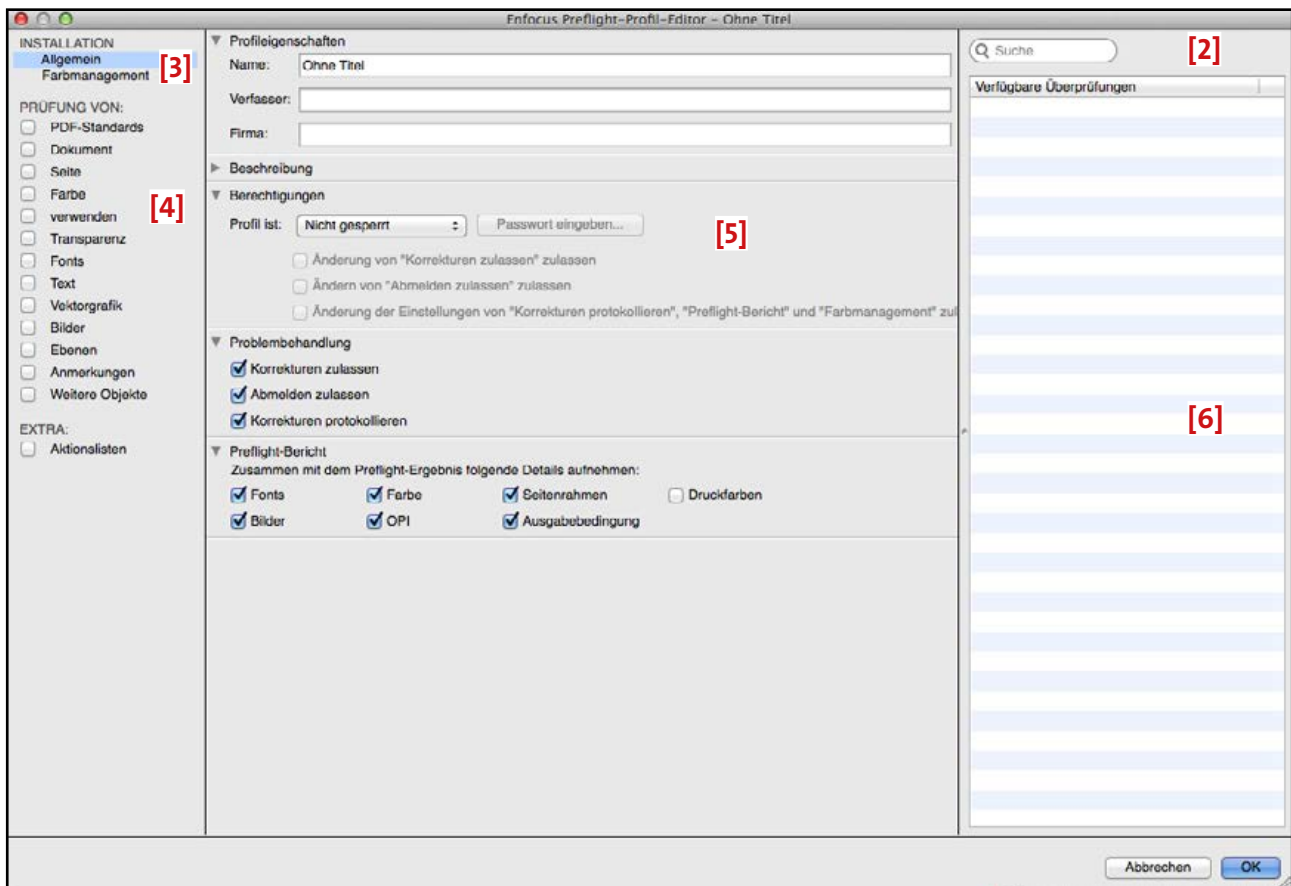 Enfocus Preflight-Profil-Editor - Ohne Titel
INSTALLATION
Allgemein
Farbmanagement
[3]
PRÜFUNG VON:
PDF-Standards
Dokument
Seite
Farbe
[4]
verwenden
Transparenz
Fonts
Text
Vektorgrafik
Bilder
Ebenen
Anmerkungen
Weitere Objekte
EXTRA:
Aktionslisten
Profileigenschaften
Name: Ohne Titel
Verfasser:
Firma:
Beschreibung
Berechtigungen
Profil ist: Nicht gesperrt Passwort eingeben...
[5]
Änderung von "Korrekturen zulassen" zulassen
Ändern von "Abmelden zulassen" zulassen
Änderung der Einstellungen von "Korrekturen protokollieren", "Preflight-Bericht" und "Farbmanagement" zul
Problembehandlung
Korrekturen zulassen
Abmelden zulassen
Korrekturen protokollieren
Preflight-Bericht
Zusammen mit dem Preflight-Ergebnis folgende Details aufnehmen:
Fonts Farbe Seitenrahmen Druckfarben
Bilder OPI Ausgabebedingung
Suche
[2]
Verfügbare Überprüfungen
[6]
Abbrechen OK